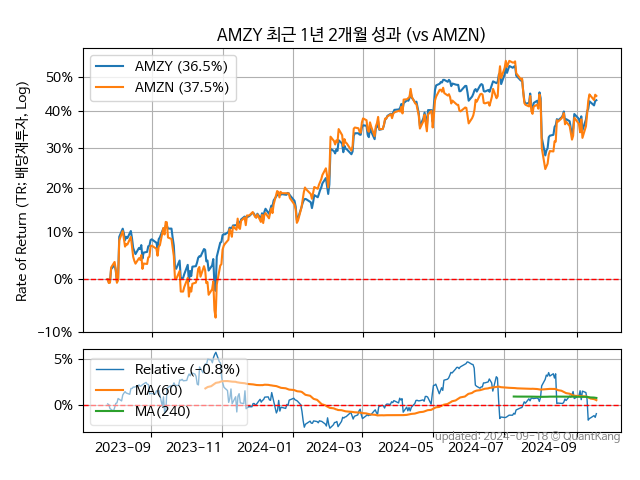 AMZY 최근 1년 2개월 성과 (vs AMZN)
Rate of Return (TR; 배당재투자, Log)
50%
40%
30%
20%
10%
0%
−10%
AMZY (36.5%)
AMZN (37.5%)
5%
0%
Relative (−0.8%)
MA(60)
MA(240)
2023-09 2023-11 2024-01 2024-03 2024-05 2024-07 2024-09
updated: 2024-09-18 © QuantKang